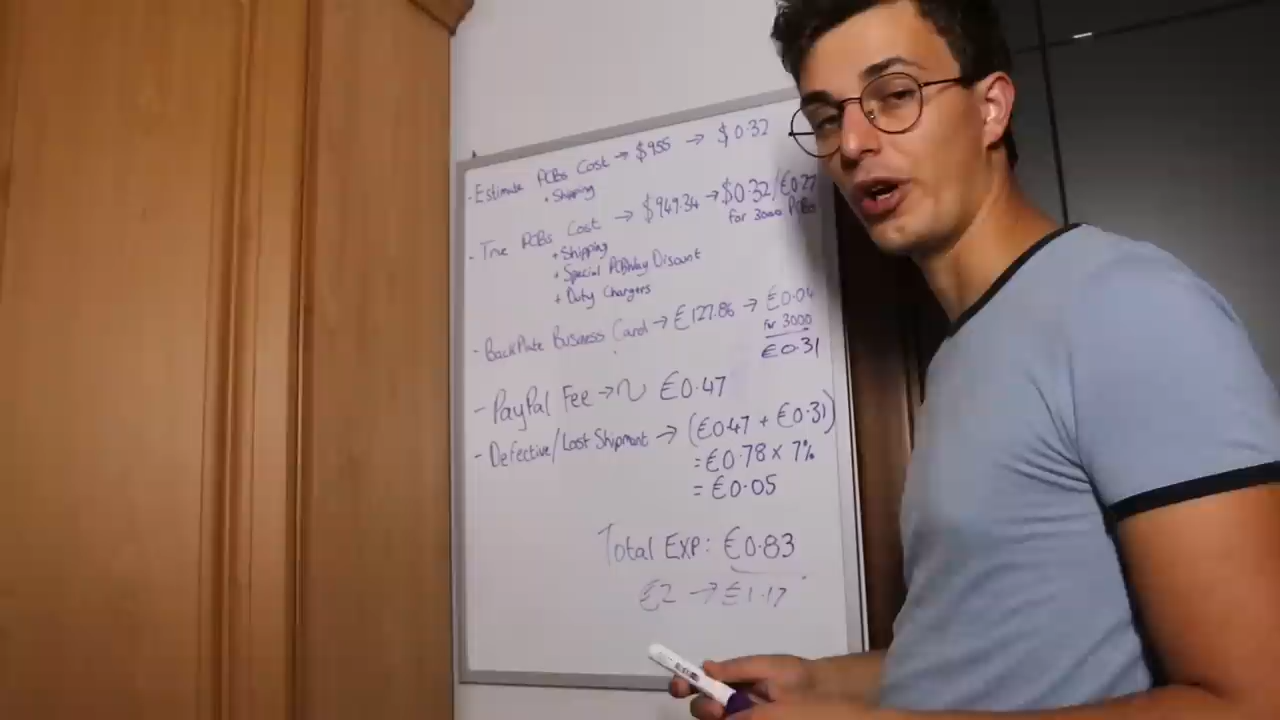 - Estimate PCBs Cost → $955 → $0.32
• Shipping
- True PCBs Cost → $949.34 → $0.32/€0.27
for 3000 PCBs
+ Shipping
+ Special PCBWay Discount
+ Duty Chargers
- BackPlate Business Card → €127.86 → €0.04
for 3000
€0.31
- PayPal Fee → ~ €0.47
- Defective/Lost Shipment → (€0.47 + €0.31)
= €0.78 x 7%
= €0.05
Total EXP: €0.83
€2 → €1.17